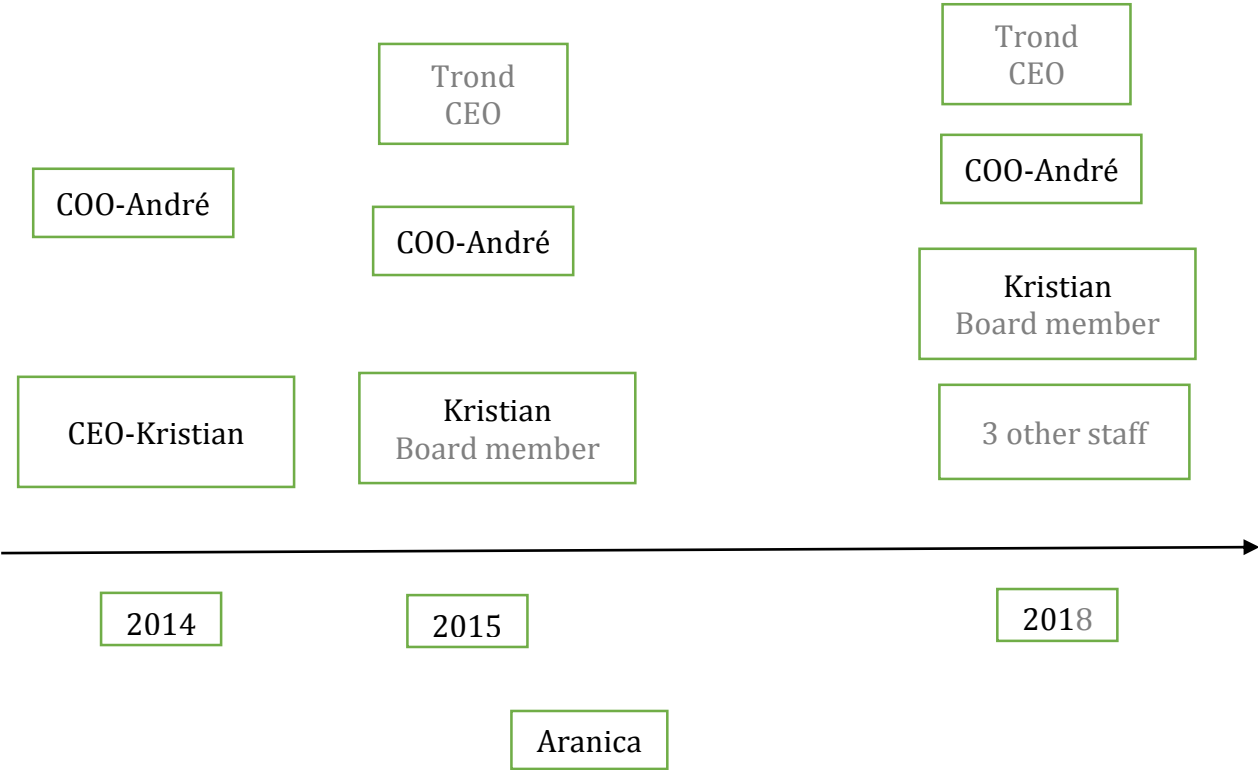 COO-André
CEO-Kristian
Trond
CEO
COO-André
Kristian
Board member
Trond
CEO
COO-André
Kristian
Board member
3 other staff
2014
2015
2018
Aranica